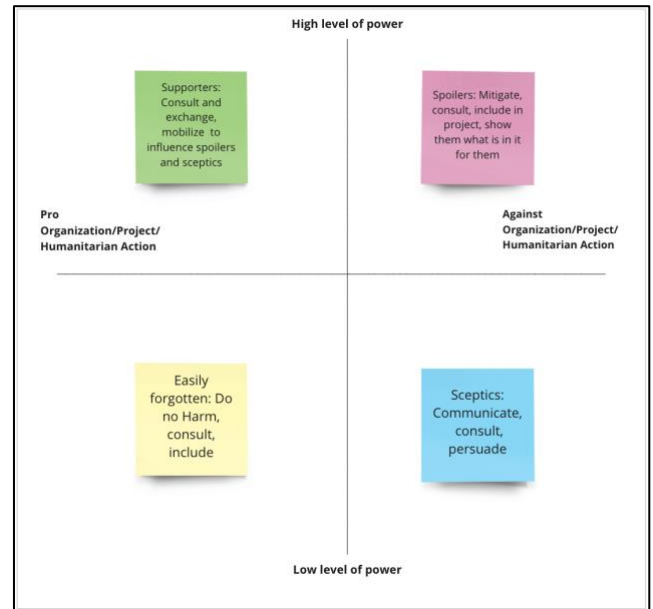 High level of power
Supporters:
Consult and
exchange,
mobilize to
influence spoilers
and sceptics
Spoilers: Mitigate,
consult, include in
project, show
them what is in it
for them
Pro
Organization/Project/
Humanitarian Action
Against
Organization/Project/
Humanitarian Action
Easily
forgotten: Do
no Harm,
consult,
include
Sceptics:
Communicate,
consult,
persuade
Low level of power